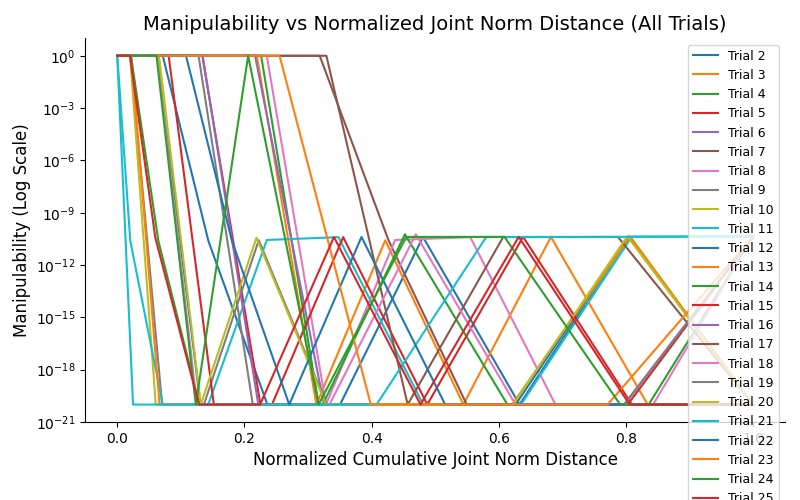 Manipulability vs Normalized Joint Norm Distance (All Trials)
Manipulability (Log Scale)
10⁰
10⁻³
10⁻⁶
10⁻⁹
10⁻¹²
10⁻¹⁵
10⁻¹⁸
10⁻²¹
0.0
0.2
0.4
0.6
0.8
Normalized Cumulative Joint Norm Distance
Trial 2
Trial 3
Trial 4
Trial 5
Trial 6
Trial 7
Trial 8
Trial 9
Trial 10
Trial 11
Trial 12
Trial 13
Trial 14
Trial 15
Trial 16
Trial 17
Trial 18
Trial 19
Trial 20
Trial 21
Trial 22
Trial 23
Trial 24
Trial 25